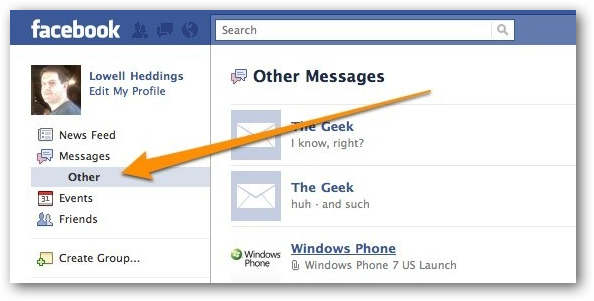 facebook
Search
Lowell Heddings
Edit My Profile
News Feed
Messages
Other
31
Events
Friends
Create Group...
Other Messages
The Geek
I know, right?
The Geek
huh - and such
Windows
Phone
Windows Phone
Windows Phone 7 US Launch